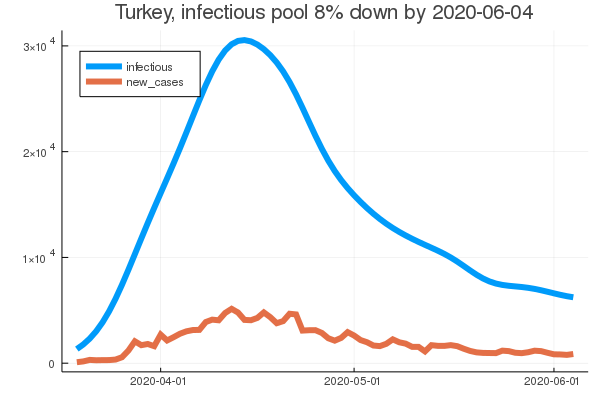 Turkey, infectious pool 8% down by 2020-06-04
3×10⁴
infectious
new_cases
2×10⁴
1×10⁴
0
2020-04-01 2020-05-01 2020-06-01